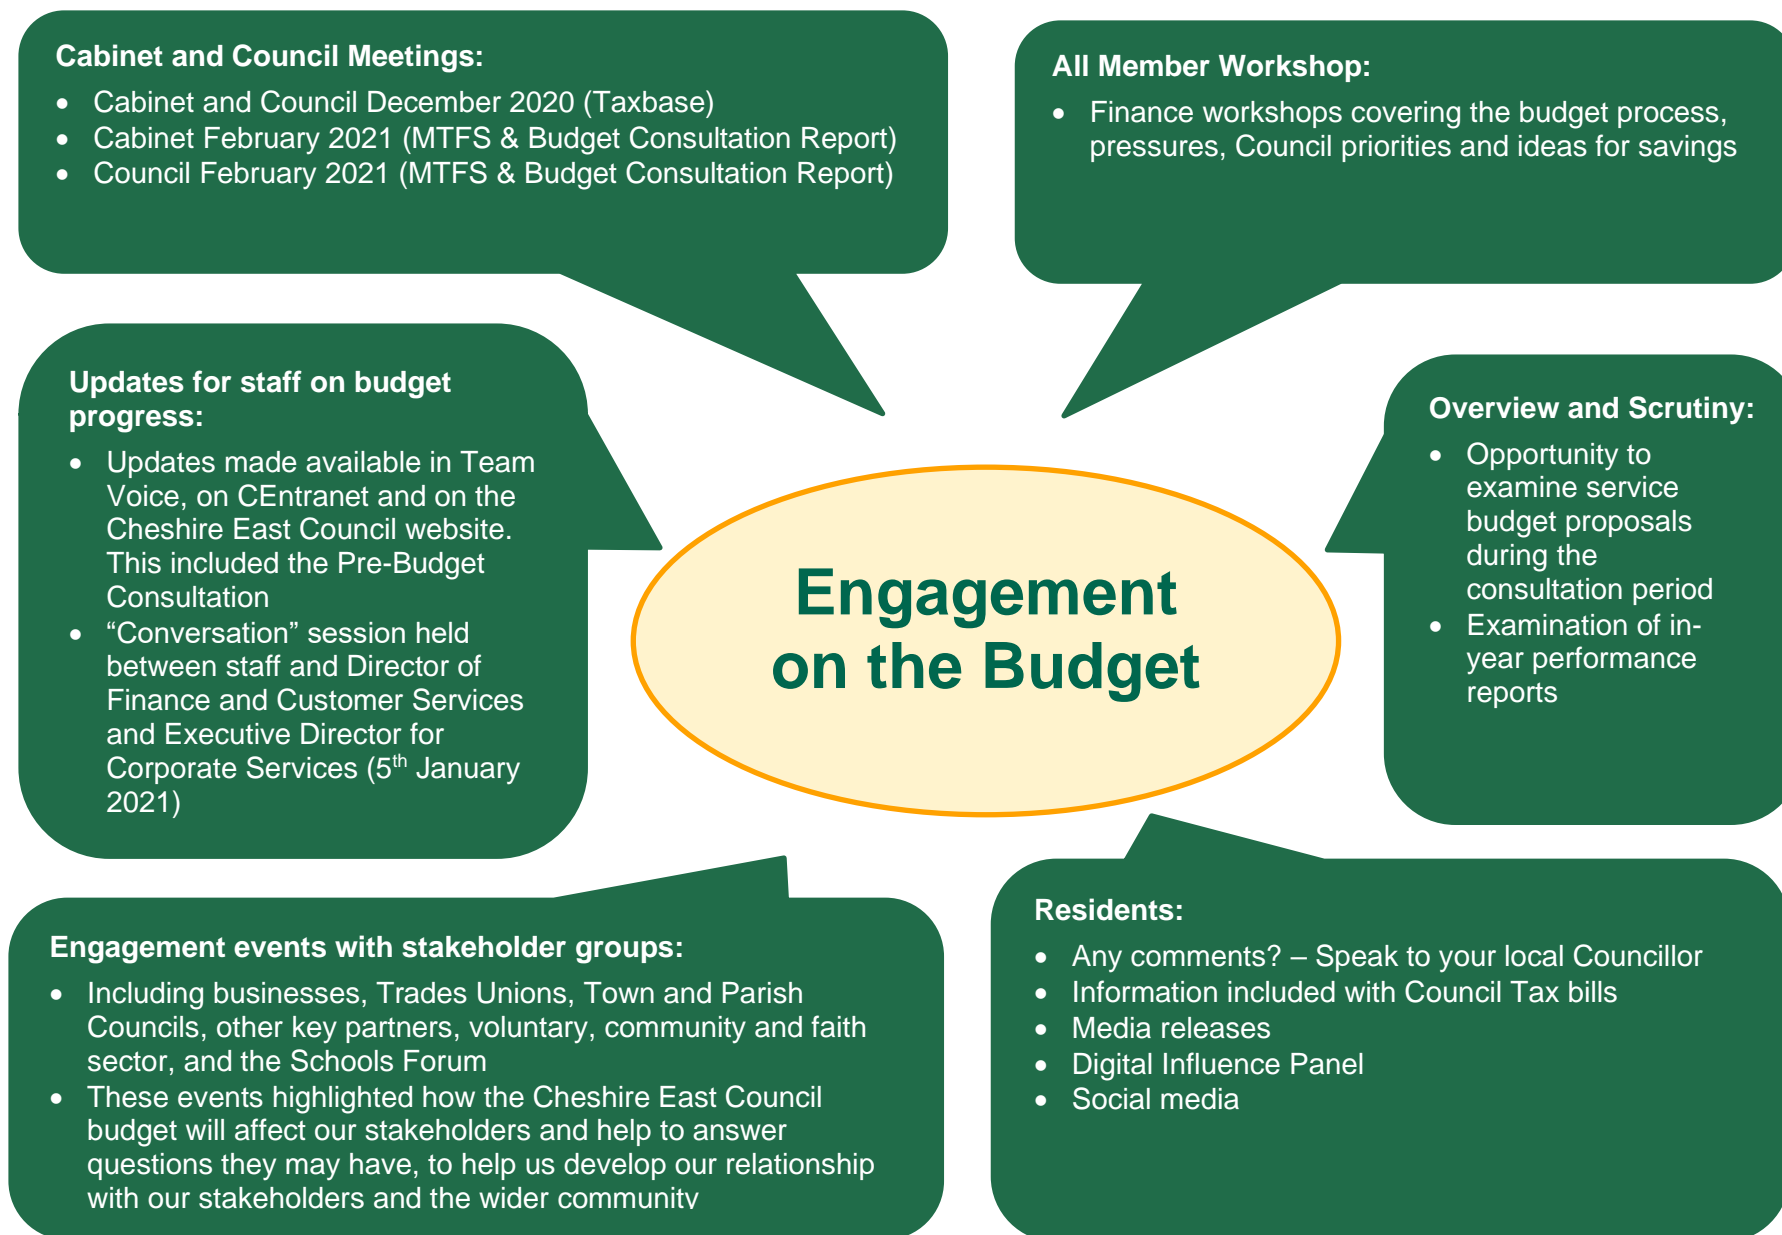 Cabinet and Council Meetings:
• Cabinet and Council December 2020 (Taxbase)
• Cabinet February 2021 (MTFS & Budget Consultation Report)
• Council February 2021 (MTFS & Budget Consultation Report)
All Member Workshop:
• Finance workshops covering the budget process,
pressures, Council priorities and ideas for savings
Updates for staff on budget
progress:
• Updates made available in Team
Voice, on CEntranet and on the
Cheshire East Council website.
This included the Pre-Budget
Consultation
• “Conversation” session held
between staff and Director of
Finance and Customer Services
and Executive Director for
Corporate Services (5th January
2021)
Engagement
on the Budget
Overview and Scrutiny:
• Opportunity to
examine service
budget proposals
during the
consultation period
• Examination of in-
year performance
reports
Engagement events with stakeholder groups:
• Including businesses, Trades Unions, Town and Parish
Councils, other key partners, voluntary, community and faith
sector, and the Schools Forum
• These events highlighted how the Cheshire East Council
budget will affect our stakeholders and help to answer
questions they may have, to help us develop our relationship
with our stakeholders and the wider community
Residents:
• Any comments? – Speak to your local Councillor
• Information included with Council Tax bills
• Media releases
• Digital Influence Panel
• Social media